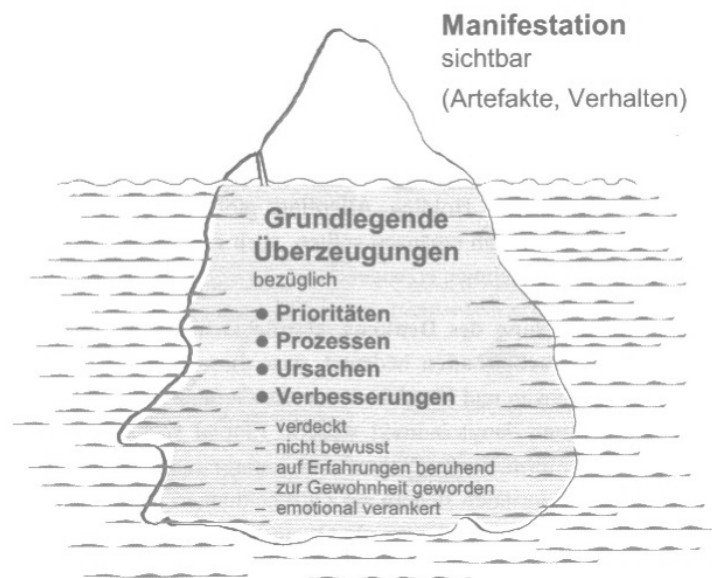 Manifestation
sichtbar
(Artefakte, Verhalten)
Grundlegende
Überzeugungen
bezüglich
● Prioritäten
● Prozessen
● Ursachen
● Verbesserungen
– verdeckt
– nicht bewusst
– auf Erfahrungen beruhend
– zur Gewohnheit geworden
– emotional verankert